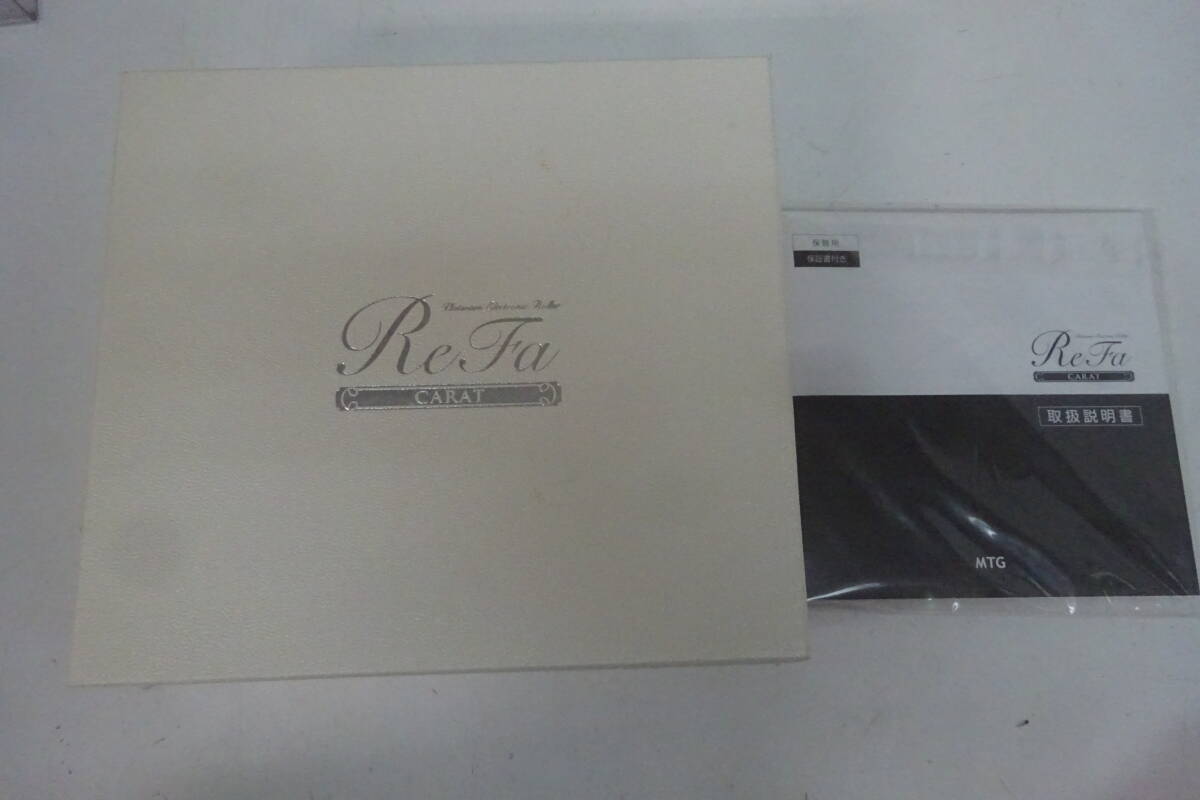 Platinum Electronic Roller
ReFa
CARAT
保管用
保証書付き
Platinum Electronic Roller
ReFa
CARAT
取扱説明書
MTG